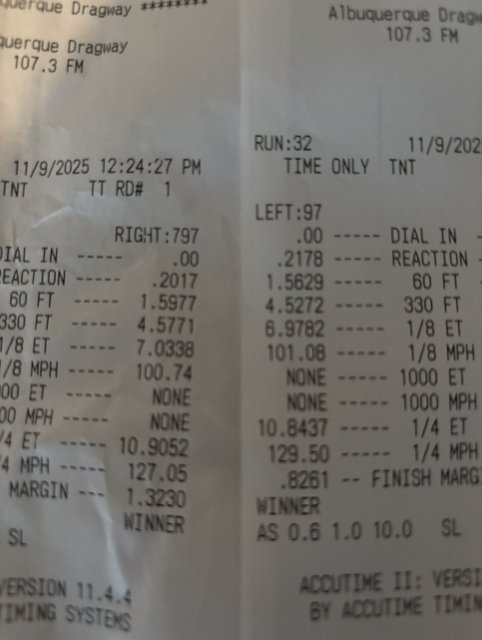 querque Dragway ********
querque Dragway
107.3 FM
11/9/2025 12:24:27 PM
TNT TT RD# 1
RIGHT:797
DIAL IN ----- .00
REACTION ----- .2017
60 FT ----- 1.5977
330 FT ----- 4.5771
1/8 ET ----- 7.0338
1/8 MPH ----- 100.74
00 ET ----- NONE
00 MPH ----- NONE
/4 ET ----- 10.9052
/4 MPH ----- 127.05
MARGIN --- 1.3230
WINNER
SL
VERSION 11.4.4
TIMING SYSTEMS
Albuquerque Dragw
107.3 FM
RUN:32 11/9/202
TIME ONLY TNT
LEFT:97
.00 ----- DIAL IN -
.2178 ----- REACTION -
1.5629 ----- 60 FT
4.5272 ----- 330 FT
6.9782 ----- 1/8 ET
101.08 ----- 1/8 MPH
NONE ----- 1000 ET
NONE ----- 1000 MPH
10.8437 ----- 1/4 ET
129.50 ----- 1/4 MPH
.8261 -- FINISH MARG
WINNER
AS 0.6 1.0 10.0 SL
ACCUTIME II: VERSI
BY ACCUTIME TIMIN